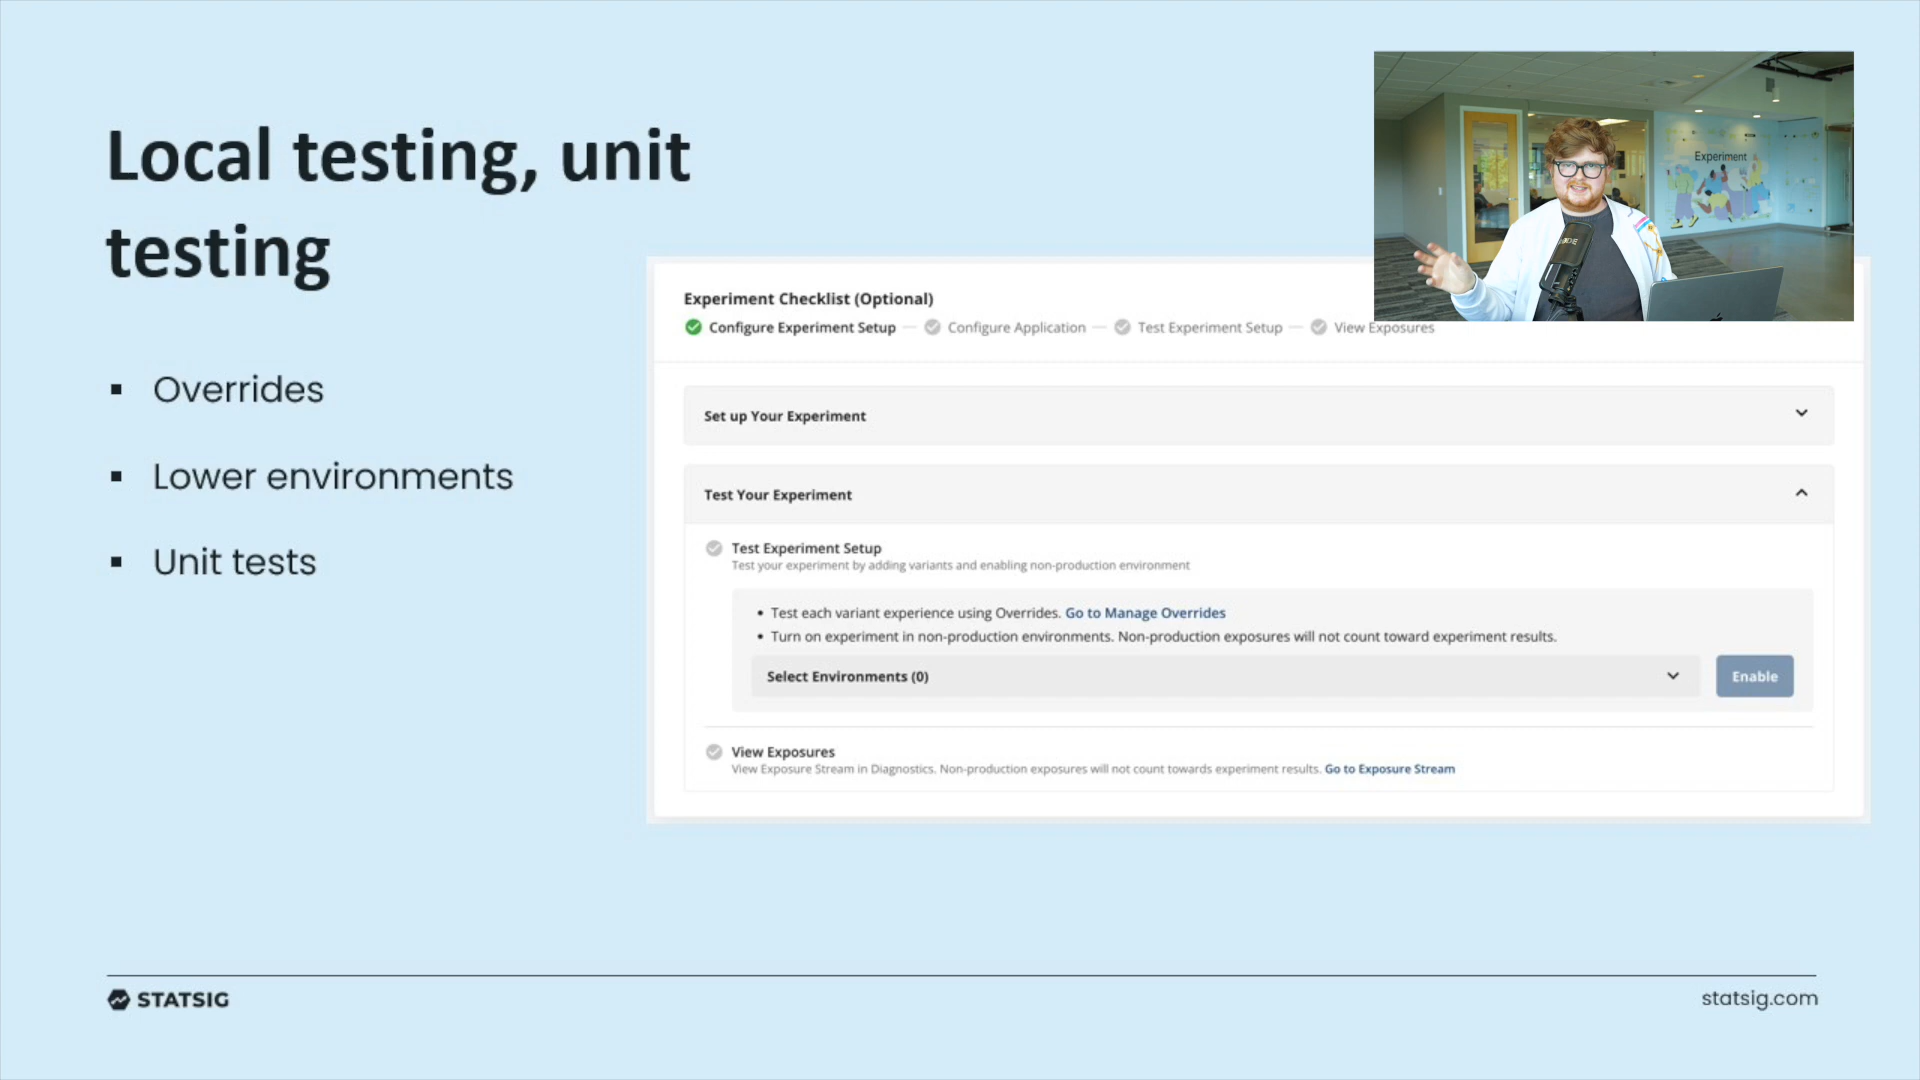 Local testing, unit
testing
▪ Overrides
▪ Lower environments
▪ Unit tests
Experiment
Experiment Checklist (Optional)
Configure Experiment Setup — Configure Application — Test Experiment Setup — View Exposures
Set up Your Experiment
Test Your Experiment
Test Experiment Setup
Test your experiment by adding variants and enabling non-production environment
• Test each variant experience using Overrides. Go to Manage Overrides
• Turn on experiment in non-production environments. Non-production exposures will not count toward experiment results.
Select Environments (0)
Enable
View Exposures
View Exposure Stream in Diagnostics. Non-production exposures will not count towards experiment results. Go to Exposure Stream
STATSIG
statsig.com